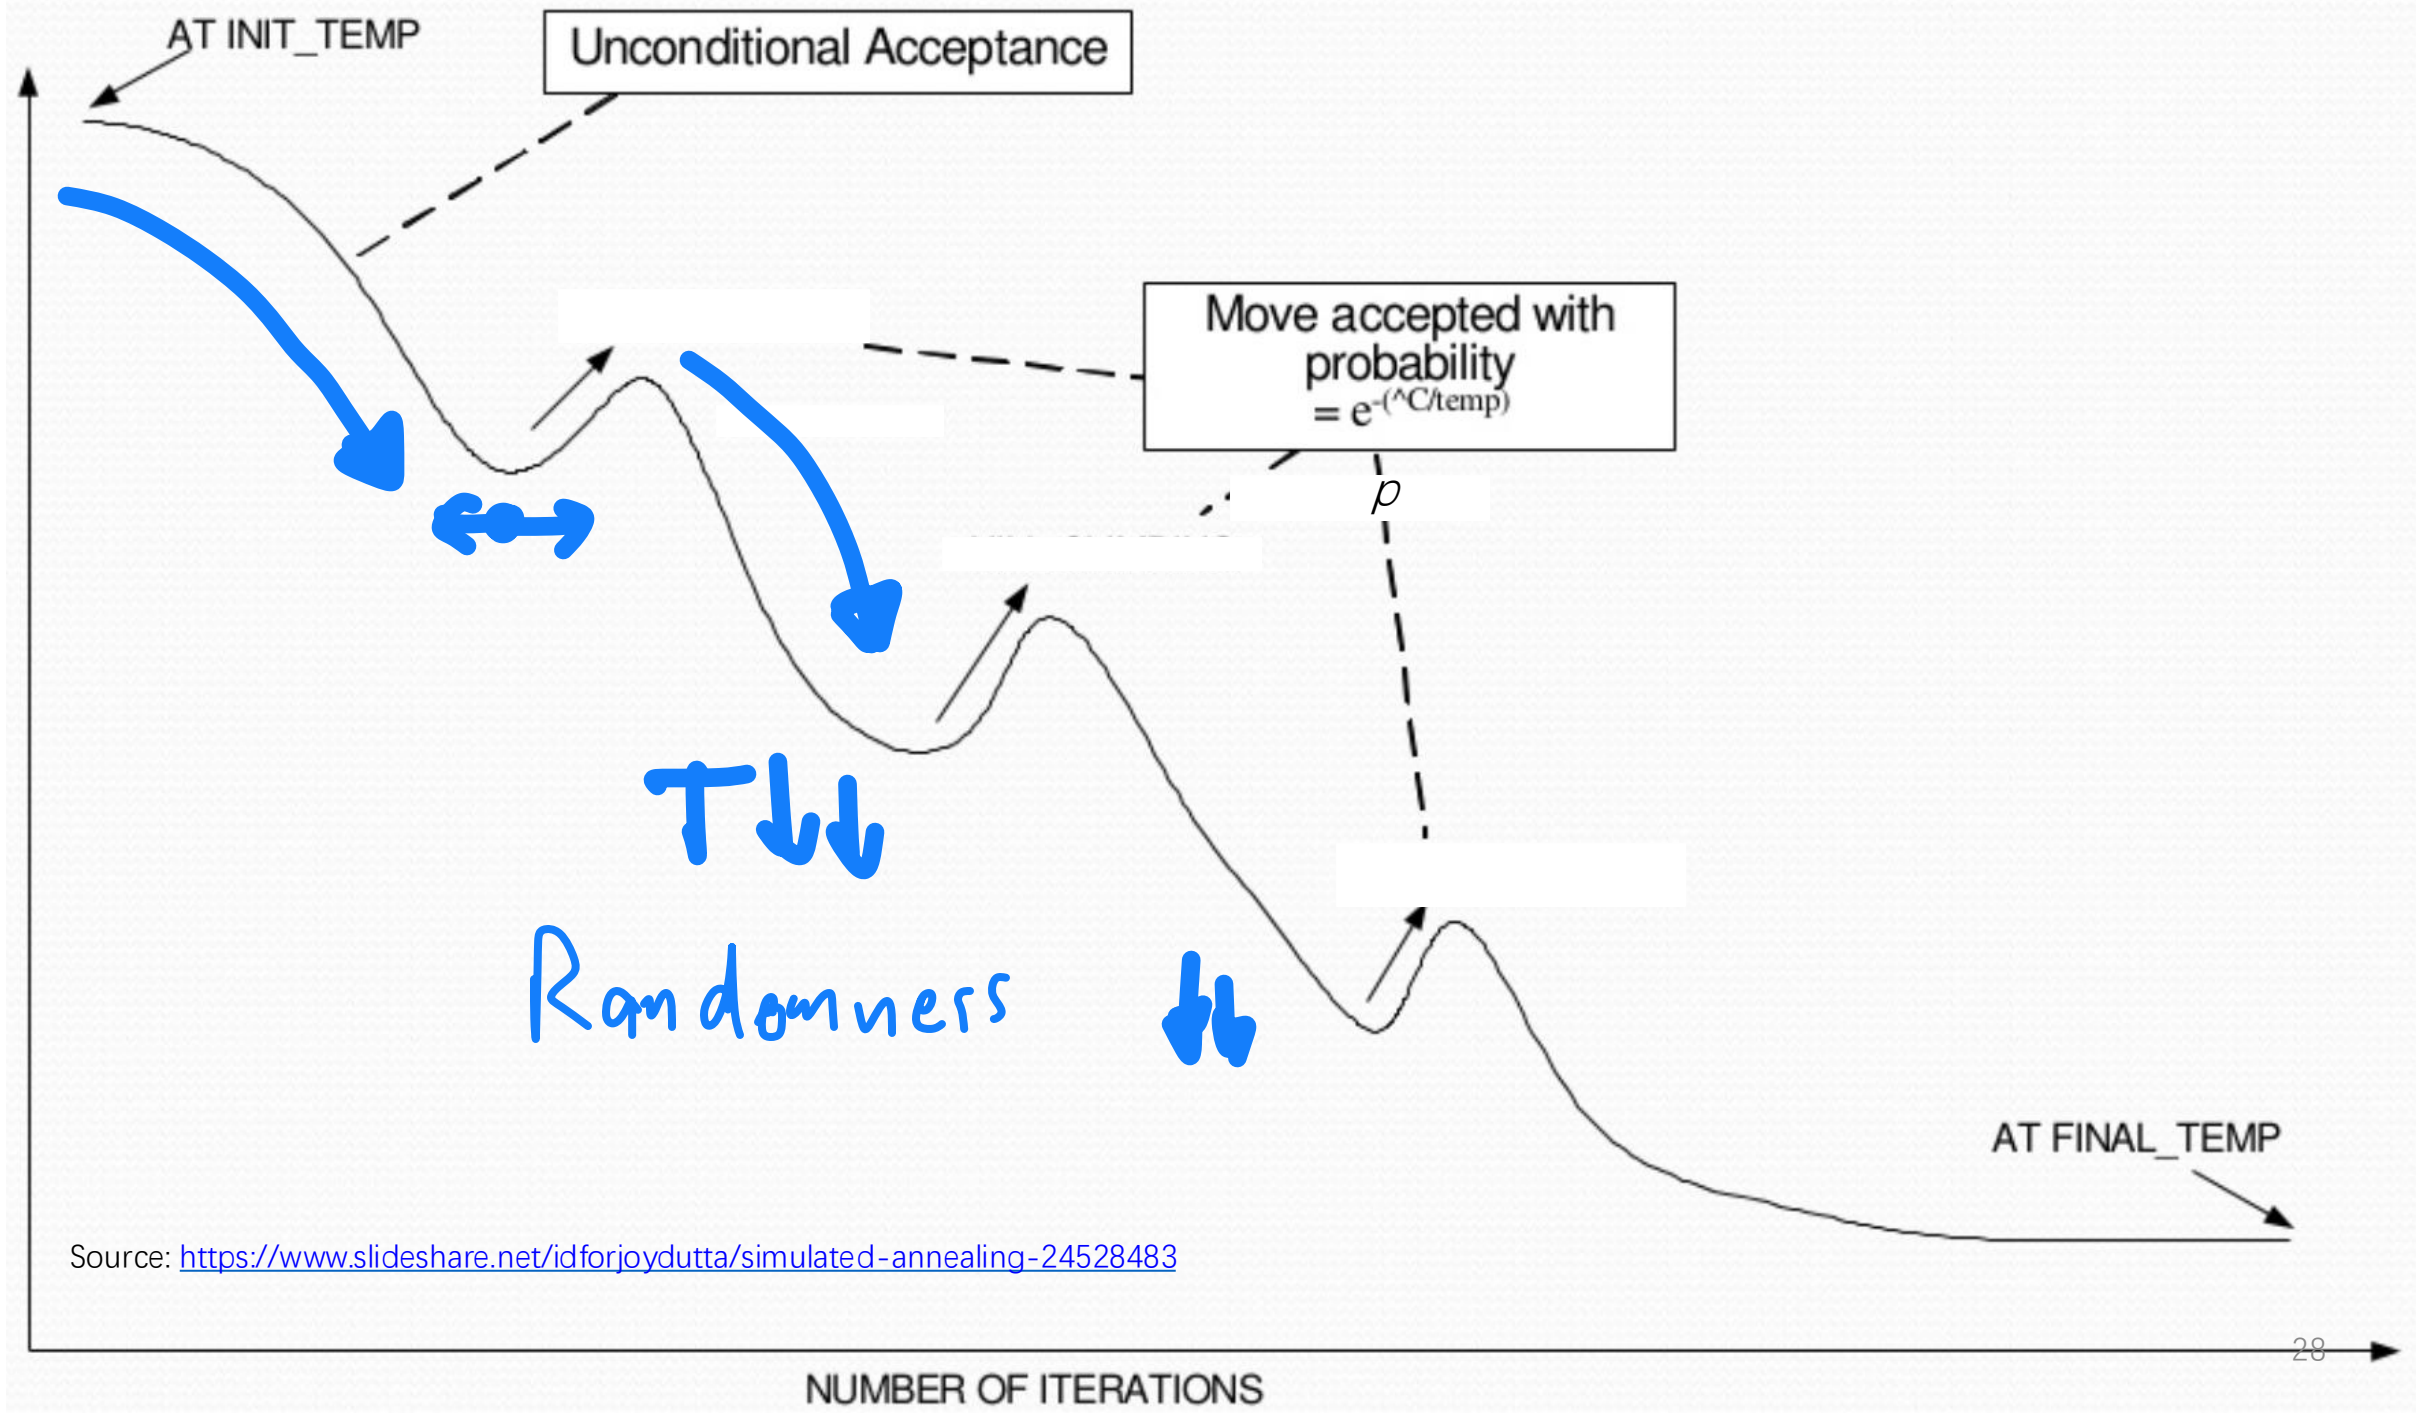 AT INIT_TEMP
Unconditional Acceptance
Move accepted with
probability
= e-(^C/temp)
p
T
Randomness
AT FINAL_TEMP
Source: https://www.slideshare.net/idforjoydutta/simulated-annealing-24528483
28
NUMBER OF ITERATIONS